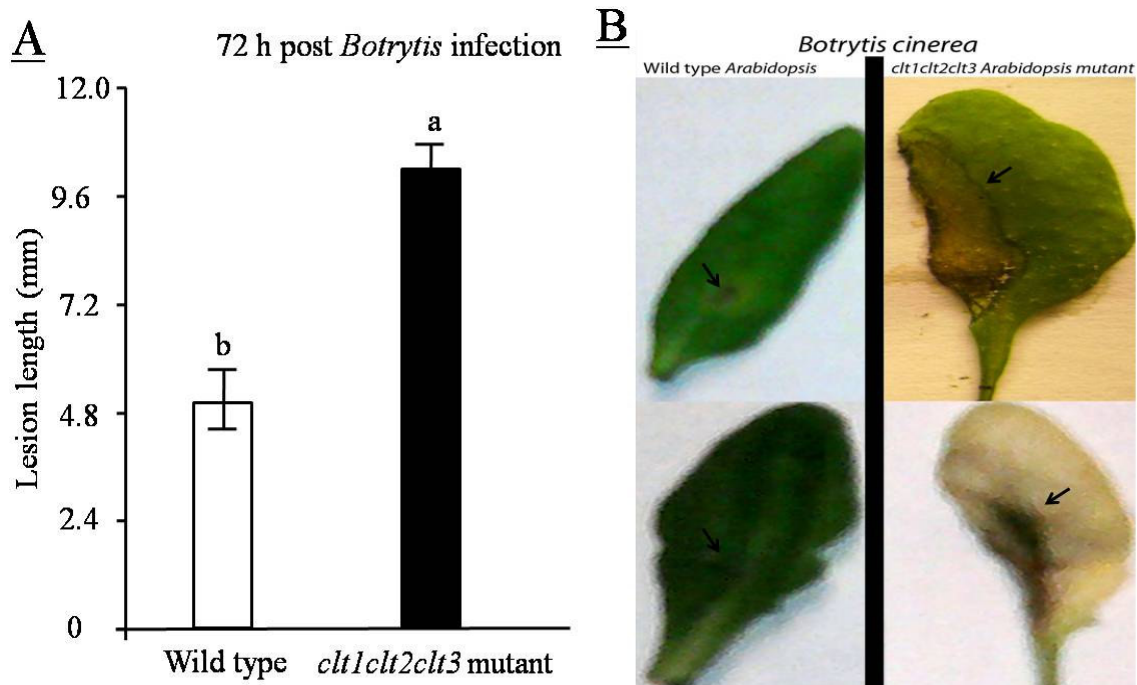 A
72 h post Botrytis infection
Lesion length (mm)
12.0
9.6
7.2
4.8
2.4
0
b
a
Wild type
clt1clt2clt3 mutant
B
Botrytis cinerea
Wild type Arabidopsis
clt1clt2clt3 Arabidopsis mutant